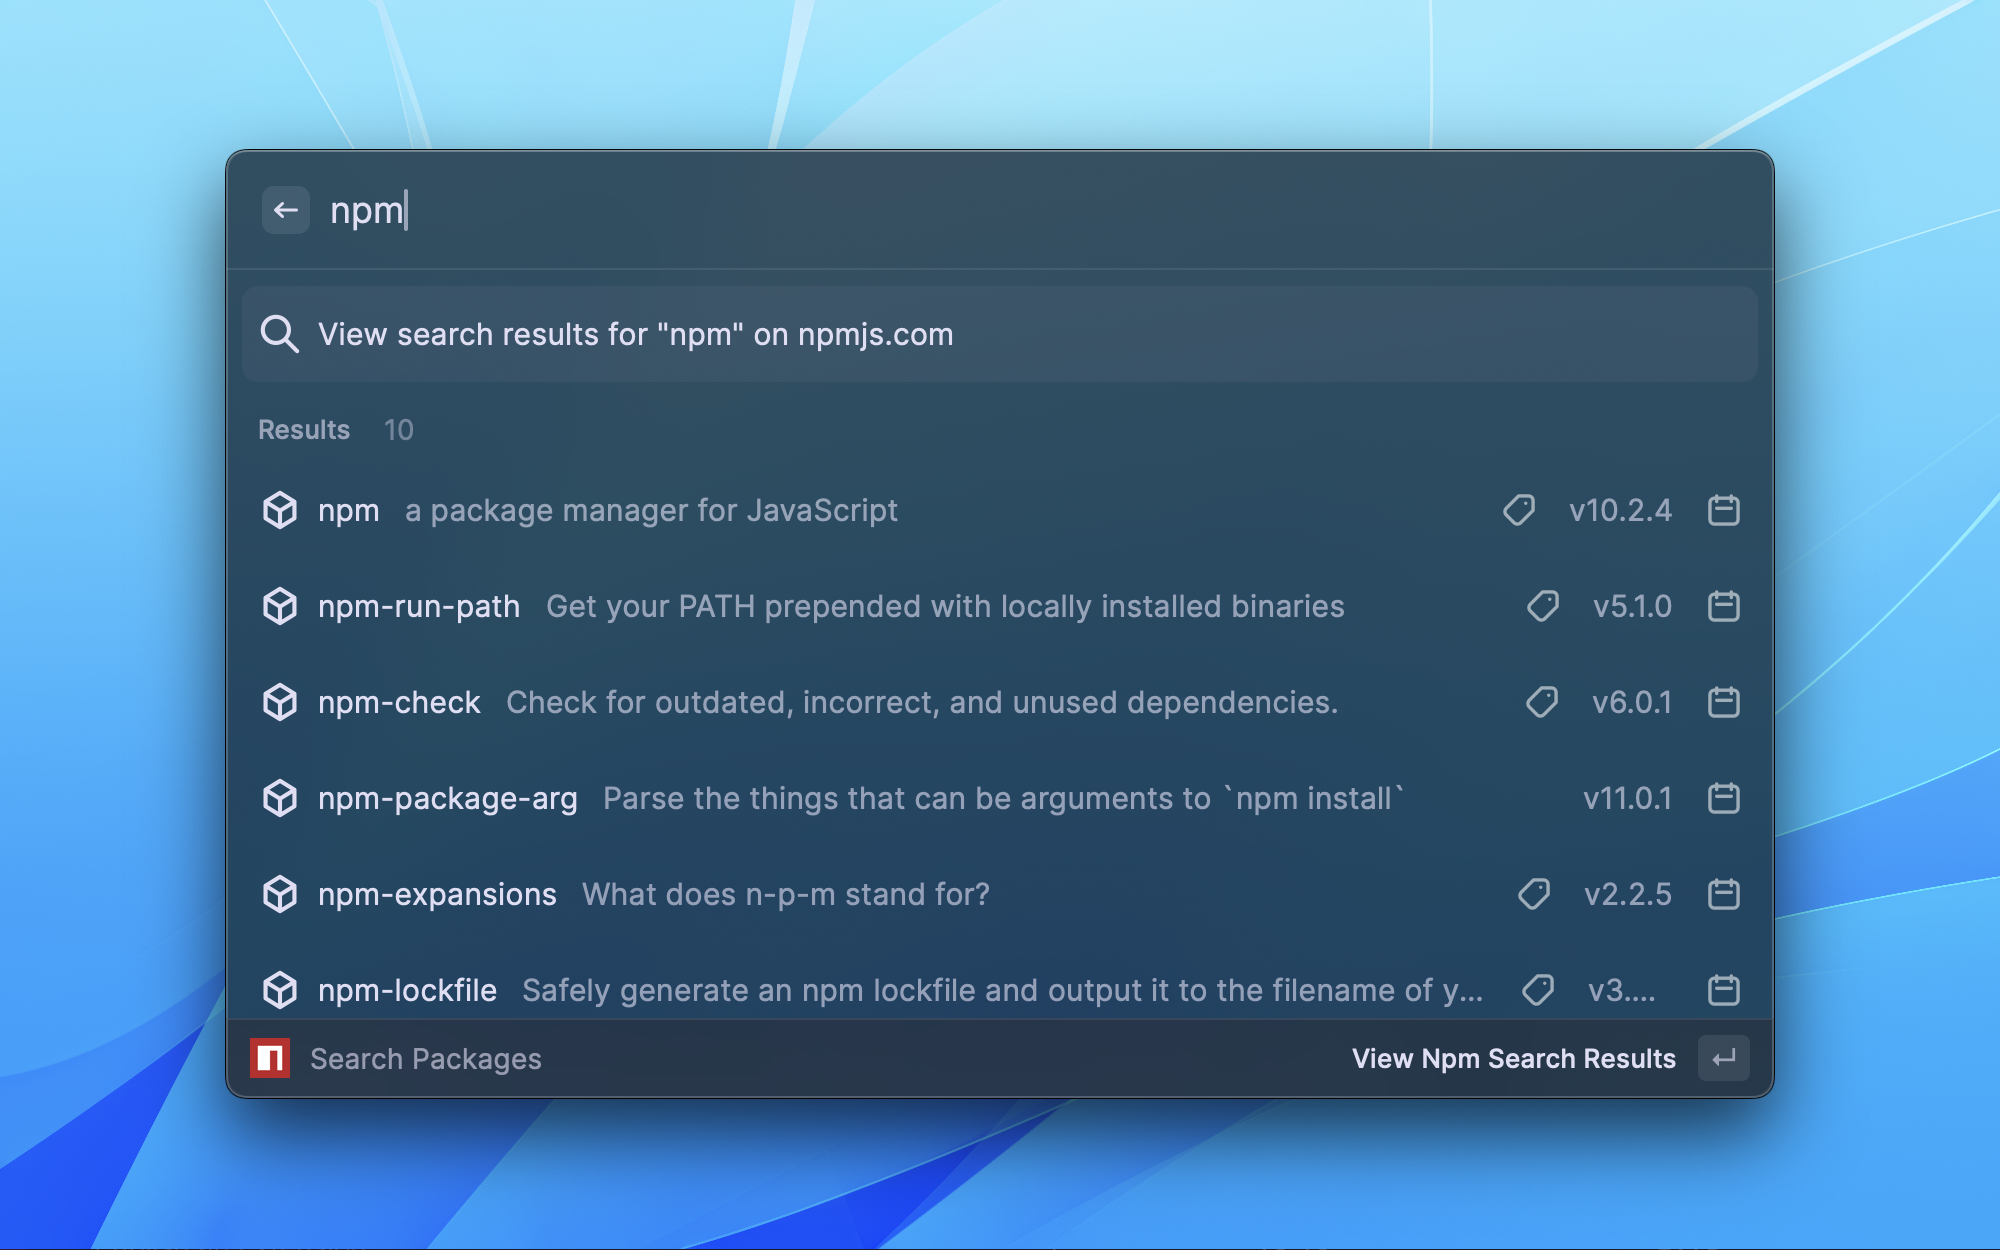 npm
View search results for "npm" on npmjs.com
Results 10
npm a package manager for JavaScript v10.2.4
npm-run-path Get your PATH prepended with locally installed binaries v5.1.0
npm-check Check for outdated, incorrect, and unused dependencies. v6.0.1
npm-package-arg Parse the things that can be arguments to `npm install` v11.0.1
npm-expansions What does n-p-m stand for? v2.2.5
npm-lockfile Safely generate an npm lockfile and output it to the filename of y... v3....
Search Packages View Npm Search Results